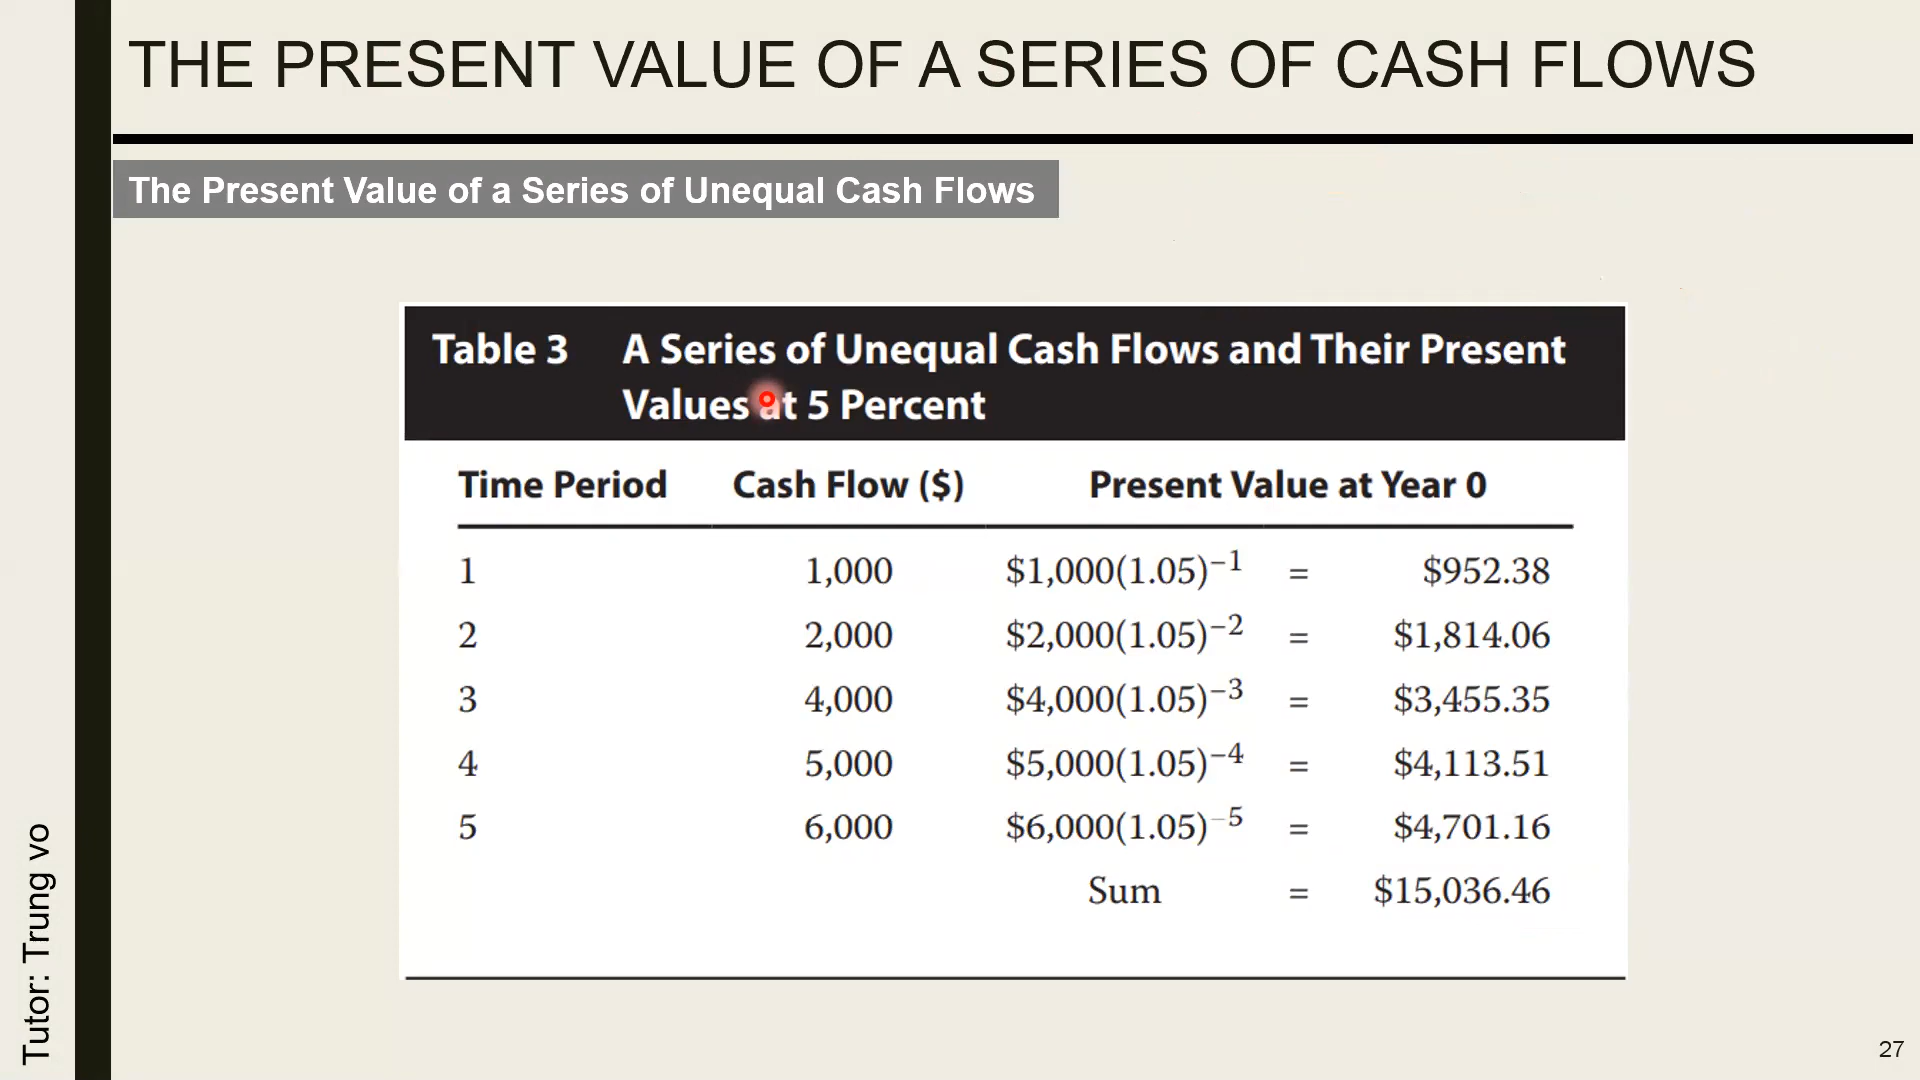 THE PRESENT VALUE OF A SERIES OF CASH FLOWS
The Present Value of a Series of Unequal Cash Flows
Table 3 A Series of Unequal Cash Flows and Their Present
Values at 5 Percent
Time Period Cash Flow ($) Present Value at Year 0
1 1,000 $1,000(1.05)⁻¹ = $952.38
2 2,000 $2,000(1.05)⁻² = $1,814.06
3 4,000 $4,000(1.05)⁻³ = $3,455.35
4 5,000 $5,000(1.05)⁻⁴ = $4,113.51
5 6,000 $6,000(1.05)⁻⁵ = $4,701.16
Sum = $15,036.46
Tutor: Trung vo
27